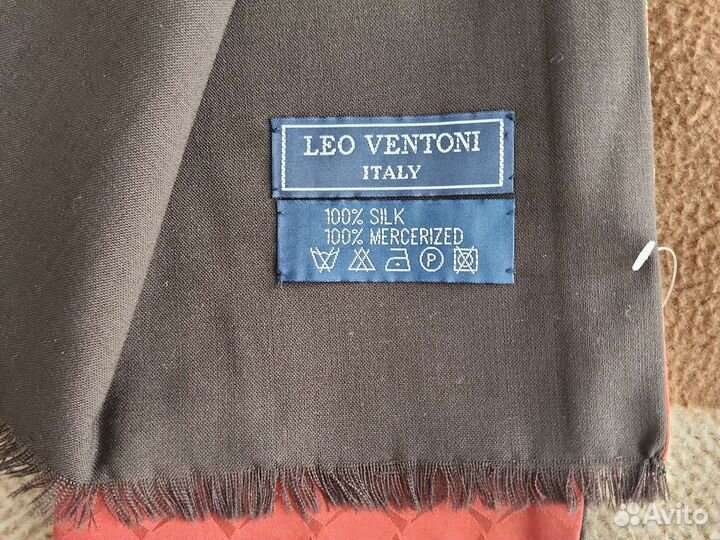 LEO VENTONI
ITALY
100% SILK
100% MERCERIZED
P
Avito